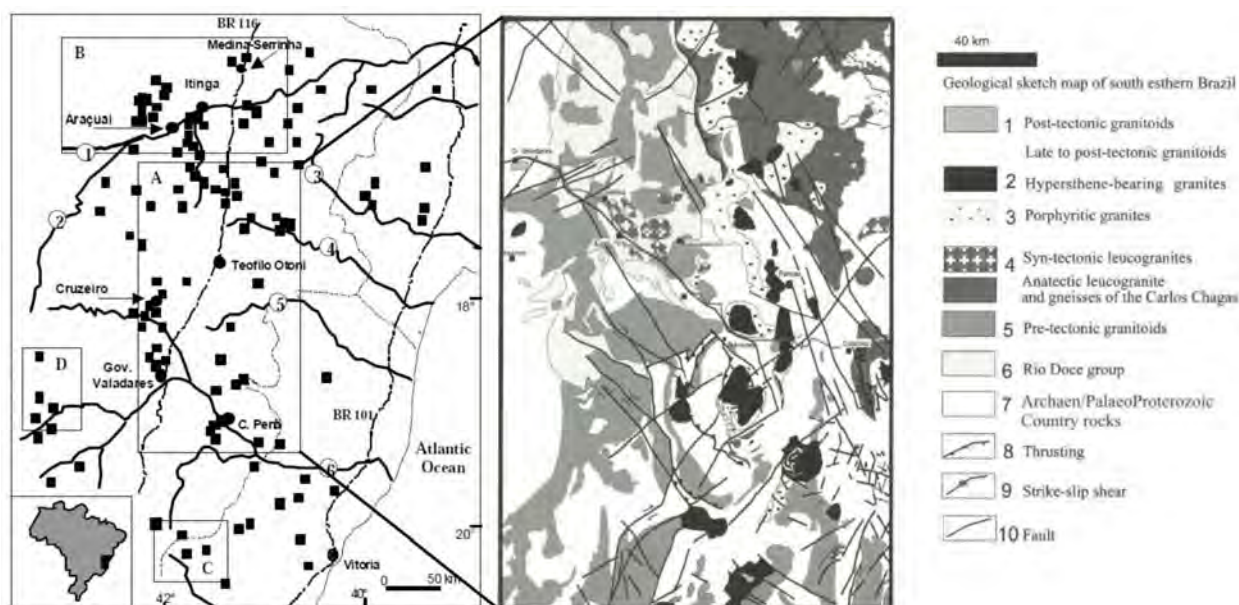 BR 116
B
Medina-Serrinha
Itinga
Araçuai
1
A
3
2
4
Teofilo Otoni
Cruzeiro
5
18°
D
Gov.
Valadares
BR 101
C. Pena
Atlantic
Ocean
6
20°
C
Vitoria
42°
40°
0 50 km
40 km
Geological sketch map of south esthern Brazil
1 Post-tectonic granitoids
Late to post-tectonic granitoids
2 Hypersthene-bearing granites
3 Porphyritic granites
4 Syn-tectonic leucogranites
Anatectic leucogranite
and gneisses of the Carlos Chagas
5 Pre-tectonic granitoids
6 Rio Doce group
7 Archaen/PalaeoProterozoic
Country rocks
8 Thrusting
9 Strike-slip shear
10 Fault